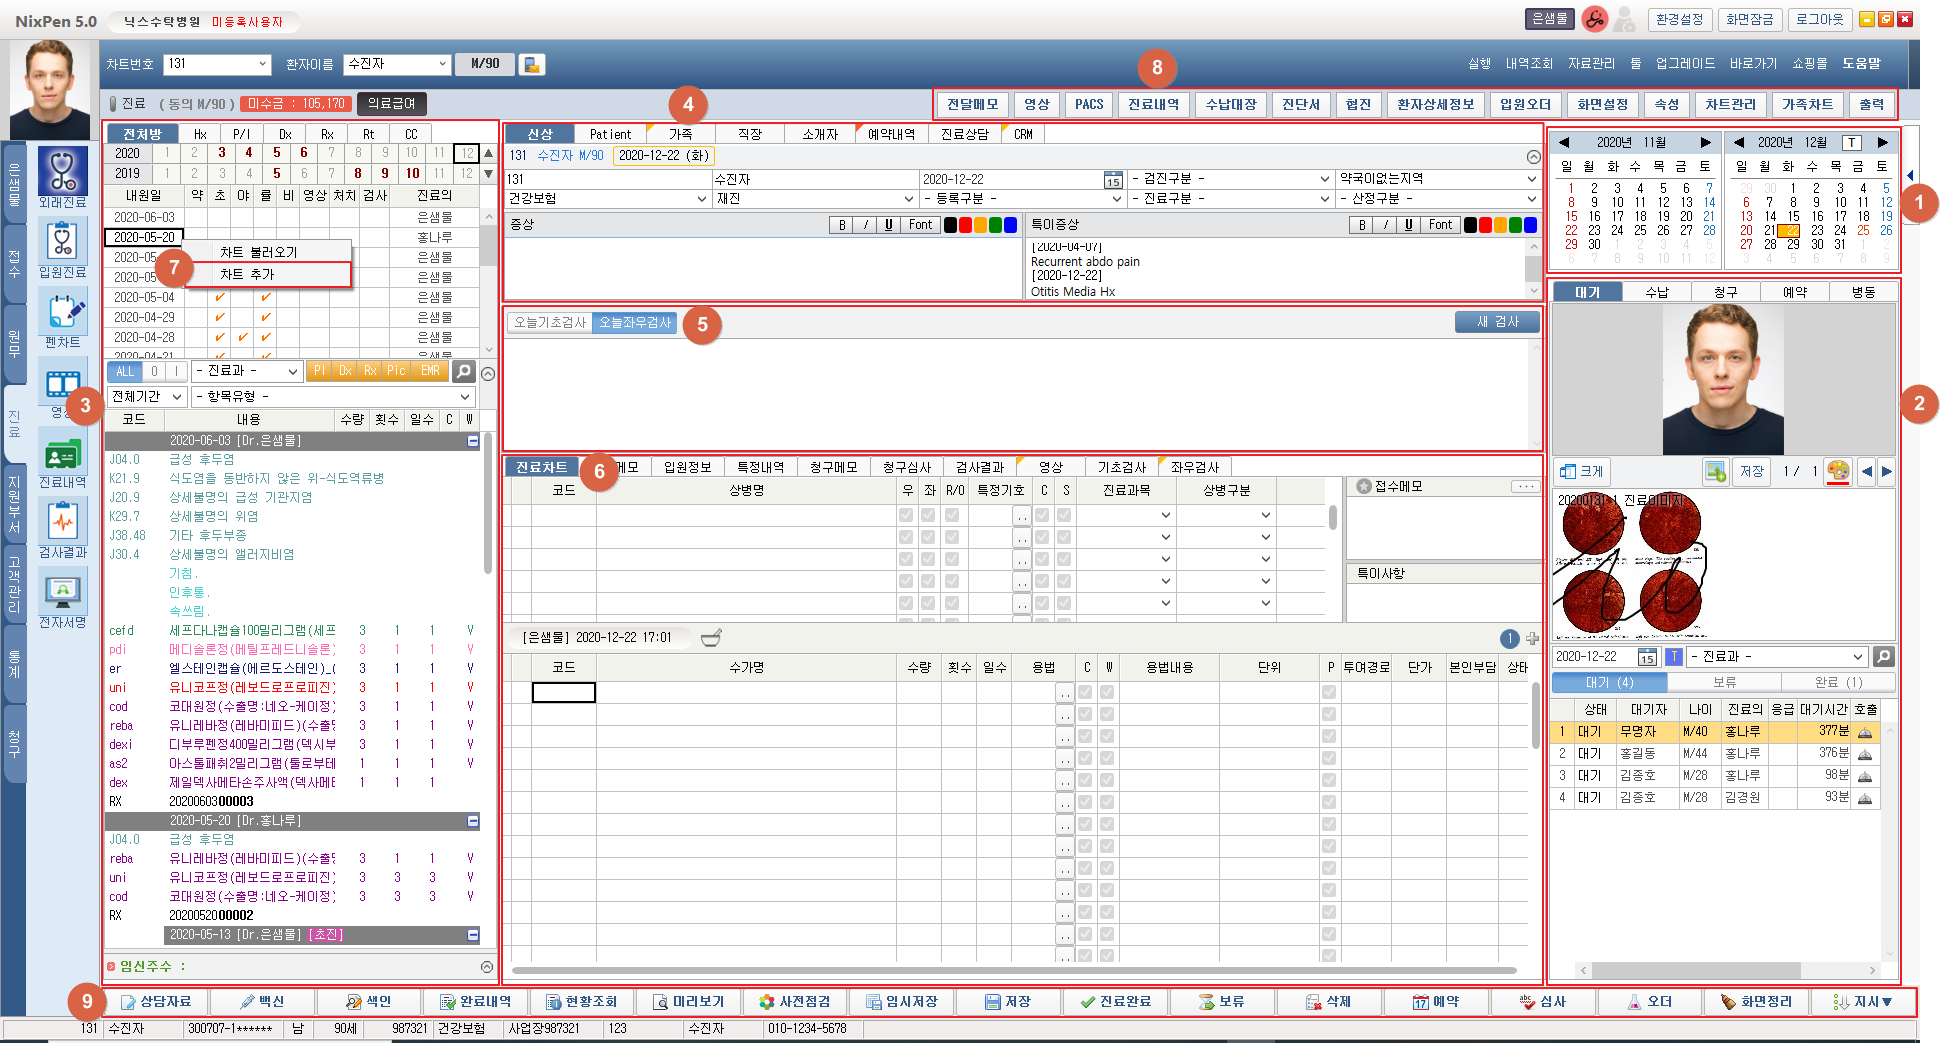 NixPen 5.0 닉스수탁병원 미등록사용자 은샘물 환경설정 화면잠금 로그아웃
차트번호 131 환자이름 수진자 M/90 실행 내역조회 자료관리 툴 업그레이드 바로가기 쇼핑몰 도움말
8
진료 ( 동의 M/90 ) 미수금 : 105,170 의료급여 4 전달메모 영상 PACS 진료내역 수납대장 진단서 협진 환자상세정보 입원오더 화면설정 속성 차트관리 가족차트 출력
은샘물
접수
원무
진료
지원부서
고객관리
통계
청구
외래진료
입원진료
펜차트
영상
진료내역
검사결과
전자서명
3
전처방 Hx P/I Dx Rx Rt CC
2020 1 2 3 4 5 6 7 8 9 10 11 12
2019 1 2 3 4 5 6 7 8 9 10 11 12
내원일 약 초 야 률 비 영상 처치 검사 진료의
2020-06-03 은샘물
2020-05-20 홍나루
차트 불러오기
7 차트 추가
2020-05-04 은샘물
2020-04-29 은샘물
2020-04-28 은샘물
2020-04-21 은샘물
ALL O I - 진료과 - PI Dx Rx Pic EMR
전체기간 - 항목유형 -
코드 내용 수량 횟수 일수 C W
2020-06-03 [Dr.은샘물]
J04.0 급성 후두염
K21.9 식도염을 동반하지 않은 위-식도역류병
J20.9 상세불명의 급성 기관지염
K29.7 상세불명의 위염
J38.48 기타 후두부종
J30.4 상세불명의 앨러지비염
기침.
인후통.
속쓰림.
cefd 세프다나캡슐100밀리그램(세프 3 1 1 V
pdi 메디솔론정(메틸프레드니솔론) 3 1 1 V
er 엘스테인캡슐(에르도스테인)_( 3 1 1 V
uni 유니코프정(레보드로프로피진) 3 1 1 V
cod 코대원정(수출명:네오-케이정) 3 1 1 V
reba 유니레바정(레바미피드)(수출명 3 1 1 V
dexi 디부루펜정400밀리그램(덱시부 3 1 1 V
as2 아스톨패취2밀리그램(툴로부테 1 1 1 V
dex 제일덱사메타손주사액(덱사메타 1 1 1
RX 2020060300003
2020-05-20 [Dr.홍나루]
J04.0 급성 후두염
reba 유니레바정(레바미피드)(수출명 3 1 1 V
uni 유니코프정(레보드로프로피진) 3 3 3 V
cod 코대원정(수출명:네오-케이정) 3 3 3 V
RX 2020052000002
2020-05-13 [Dr.은샘물] [초진]
임신주수 :
신상 Patient 가족 직장 소개자 예약내역 진료상담 CRM
131 수진자 M/90 2020-12-22 (화)
131 수진자 2020-12-22 15 - 검진구분 - 약국이없는지역
건강보험 재진 - 등록구분 - - 진료구분 - - 산정구분 -
증상 B / U Font 특이증상 B / U Font
[2020-04-07]
Recurrent abdo pain
[2020-12-22]
Otitis Media Hx
오늘기초검사 오늘좌우검사 5 새 검사
진료차트 6 메모 입원정보 특정내역 청구메모 청구심사 검사결과 영상 기초검사 좌우검사
코드 상병명 우 좌 R/O 특정기호 C S 진료과목 상병구분
접수메모 ...
특이사항
[은샘물] 2020-12-22 17:01 1
코드 수가명 수량 횟수 일수 용법 C W 용법내용 단위 P 투여경로 단가 본인부담 상태
2020년 11월
일 월 화 수 목 금 토
1 2 3 4 5 6 7
8 9 10 11 12 13 14
15 16 17 18 19 20 21
22 23 24 25 26 27 28
29 30 1 2 3 4 5
6 7 8 9 10 11 12
2020년 12월 T
일 월 화 수 목 금 토
29 30 1 2 3 4 5
6 7 8 9 10 11 12
13 14 15 16 17 18 19
20 21 22 23 24 25 26
27 28 29 30 31 1 2
3 4 5 6 7 8 9
1
대기 수납 청구 예약 병동
2
크게 저장 1 / 1
20200131-1 진료이미지
2020-12-22 15 T - 진료과 -
대기 (4) 보류 완료 (1)
상태 대기자 나이 진료의 응급 대기시간 호출
1 대기 무명자 M/40 홍나루 377분
2 대기 홍길동 M/44 홍나루 376분
3 대기 김종호 M/28 홍나루 98분
4 대기 김종호 M/28 김경원 93분
9 상담자료 백신 색인 완료내역 현황조회 미리보기 사전점검 임시저장 저장 진료완료 보류 삭제 예약 심사 오더 화면정리 지시▼
131 수진자 300707-1****** 남 90세 987321 건강보험 사업장987321 123 수진자 010-1234-5678